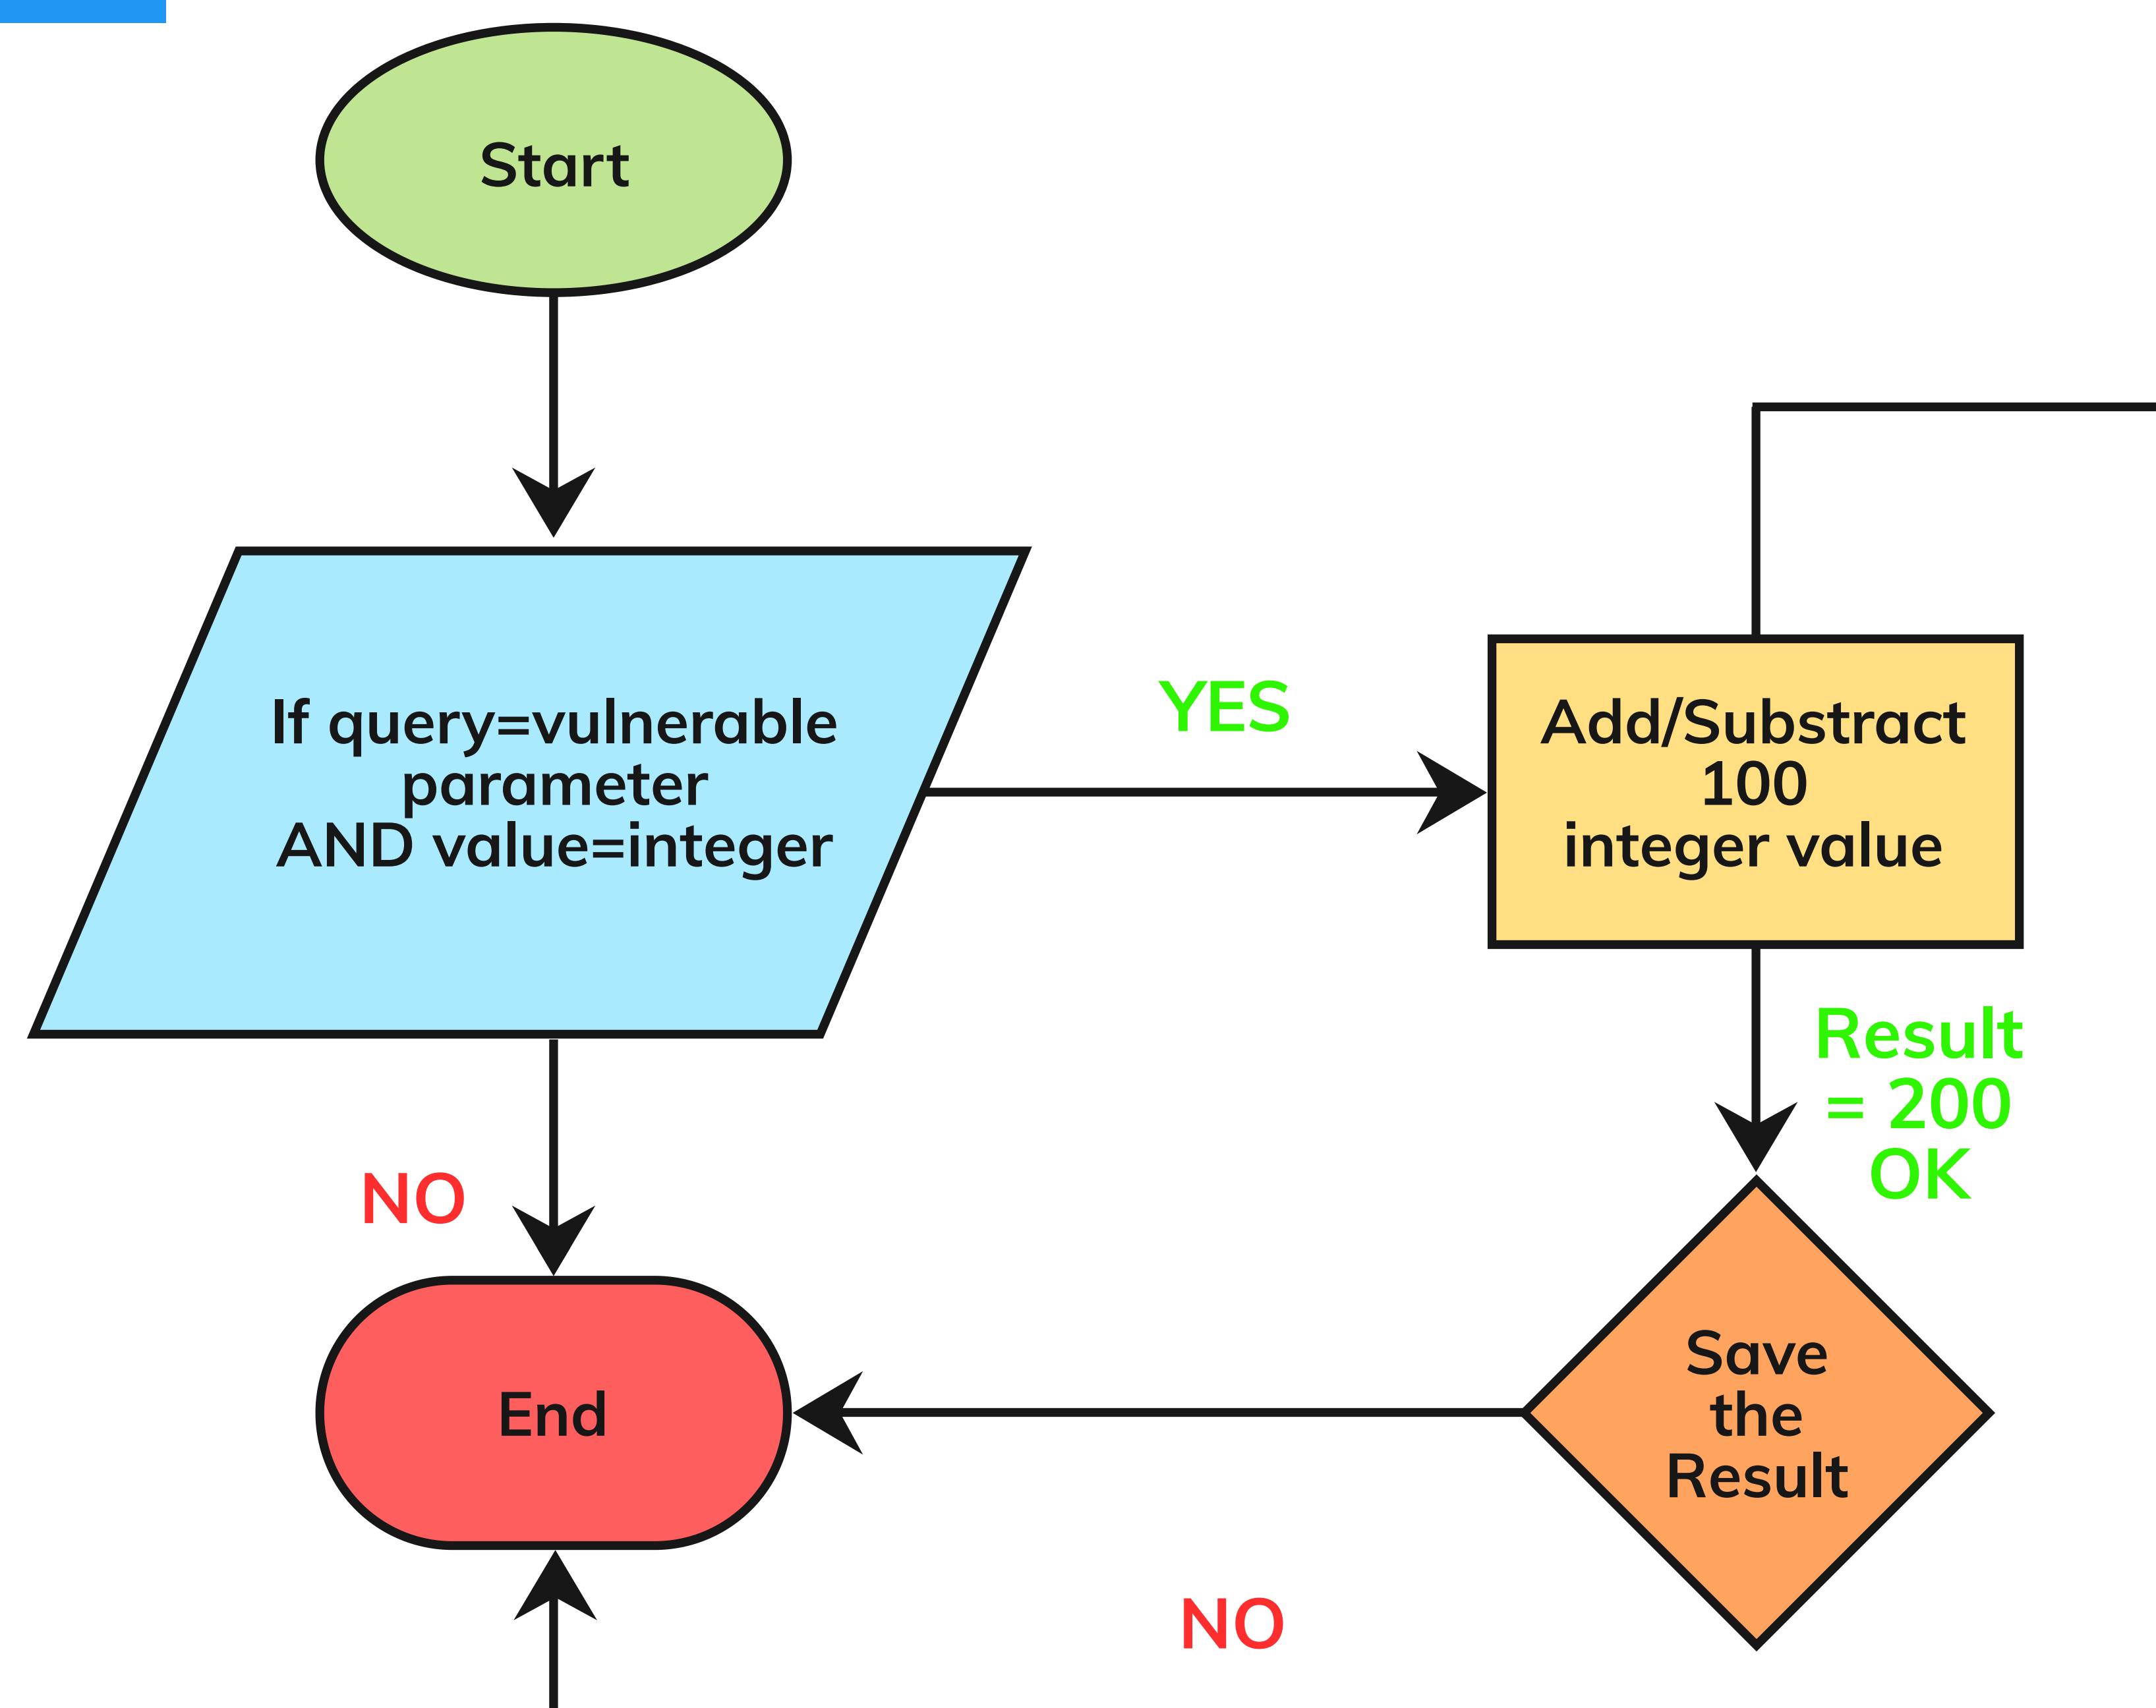 Start
If query==vulnerable
parameter
AND value=integer
YES
Add/Substract
100
integer value
Result
= 200
OK
NO
End
Save
the
Result
NO